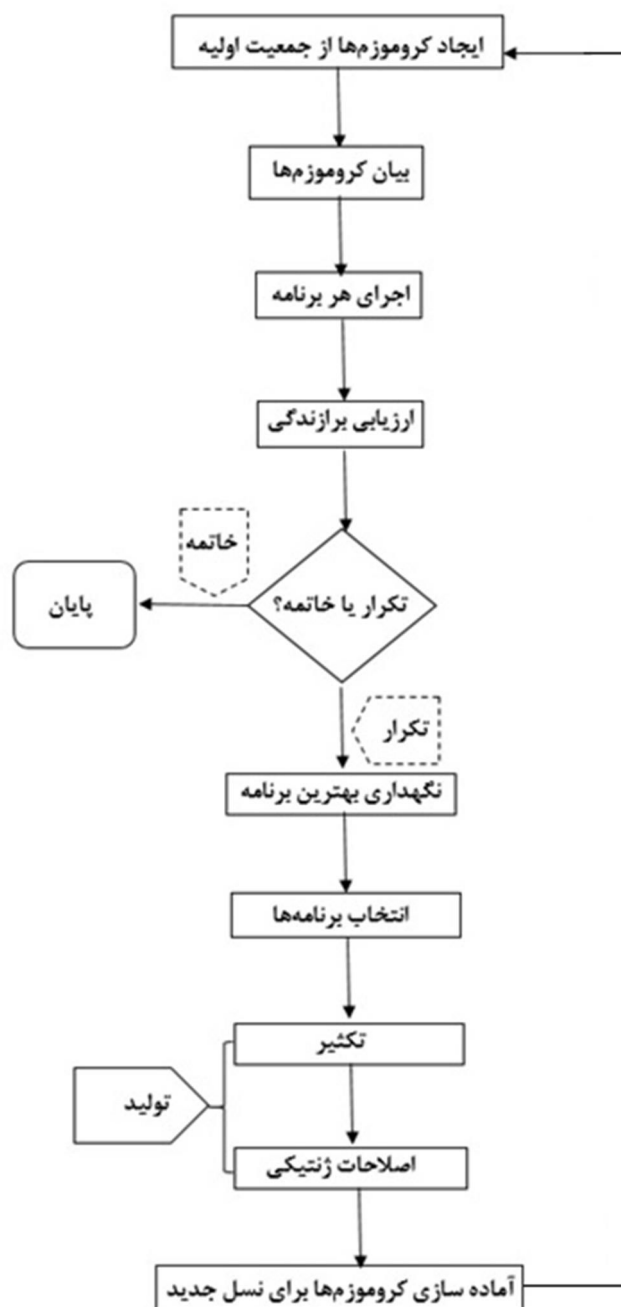 ایجاد کروموزم‌ها از جمعیت اولیه
بیان کروموزم‌ها
اجرای هر برنامه
ارزیابی برازندگی
خاتمه
تکرار یا خاتمه؟
پایان
تکرار
نگهداری بهترین برنامه
انتخاب برنامه‌ها
تکثیر
تولید
اصلاحات ژنتیکی
آماده سازی کروموزم‌ها برای نسل جدید